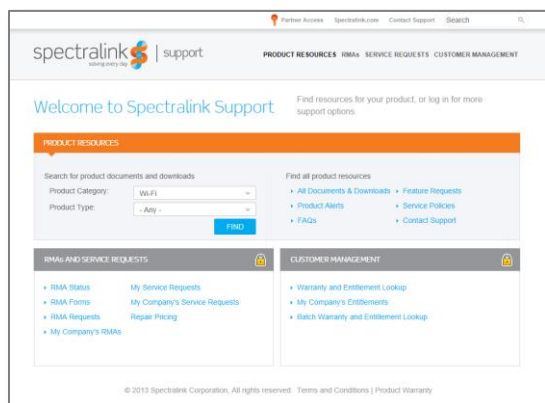 Partner Access Spectralink.com Contact Support Search
spectralink | support
solving every day
PRODUCT RESOURCES RMAs SERVICE REQUESTS CUSTOMER MANAGEMENT
Welcome to Spectralink Support
Find resources for your product, or log in for more
support options.
PRODUCT RESOURCES
Search for product documents and downloads
Product Category: Wi-Fi
Product Type: - Any -
FIND
Find all product resources
All Documents & Downloads Feature Requests
Product Alerts Service Policies
FAQs Contact Support
RMAs AND SERVICE REQUESTS
RMA Status My Service Requests
RMA Forms My Company's Service Requests
RMA Requests Repair Pricing
My Company's RMAs
CUSTOMER MANAGEMENT
Warranty and Entitlement Lookup
My Company's Entitlements
Batch Warranty and Entitlement Lookup
© 2013 Spectralink Corporation, All rights reserved. Terms and Conditions | Product Warranty